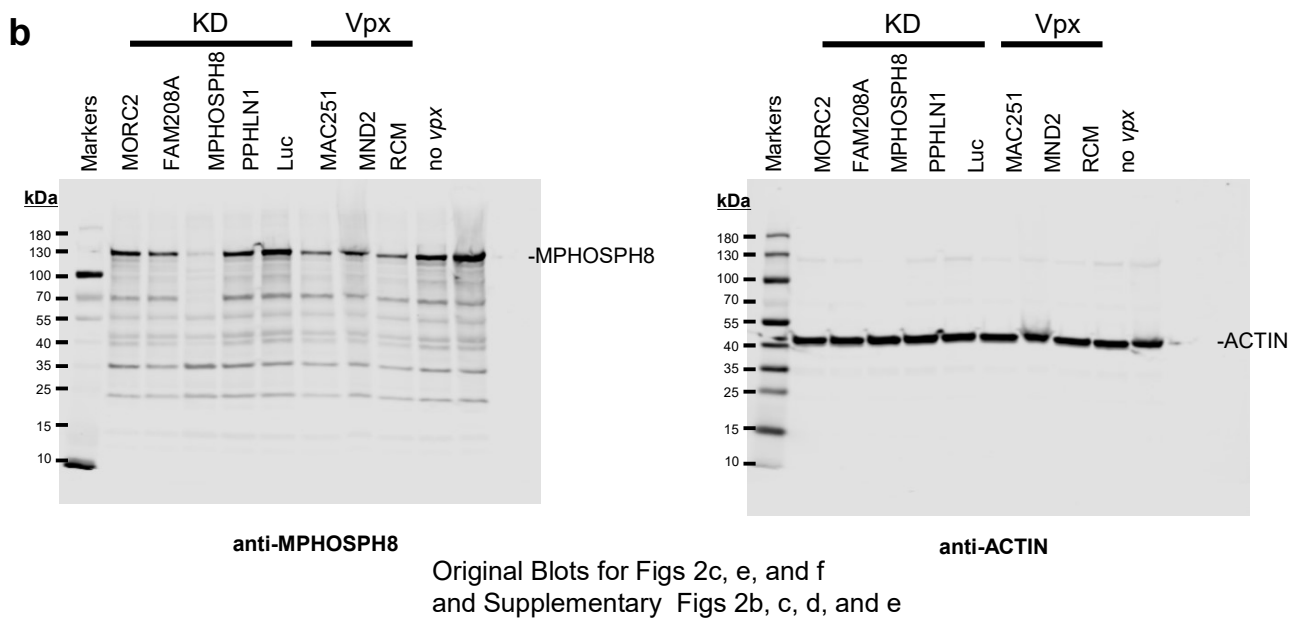 b
KD
Vpx
Markers
MORC2
FAM208A
MPHOSPH8
PPHLN1
Luc
MAC251
MND2
RCM
no vpx
kDa
180
130
100
70
55
40
35
25
15
10
-MPHOSPH8
anti-MPHOSPH8
KD
Vpx
Markers
MORC2
FAM208A
MPHOSPH8
PPHLN1
Luc
MAC251
MND2
RCM
no vpx
kDa
180
130
100
70
55
40
35
25
15
10
-ACTIN
anti-ACTIN
Original Blots for Figs 2c, e, and f
and Supplementary Figs 2b, c, d, and e